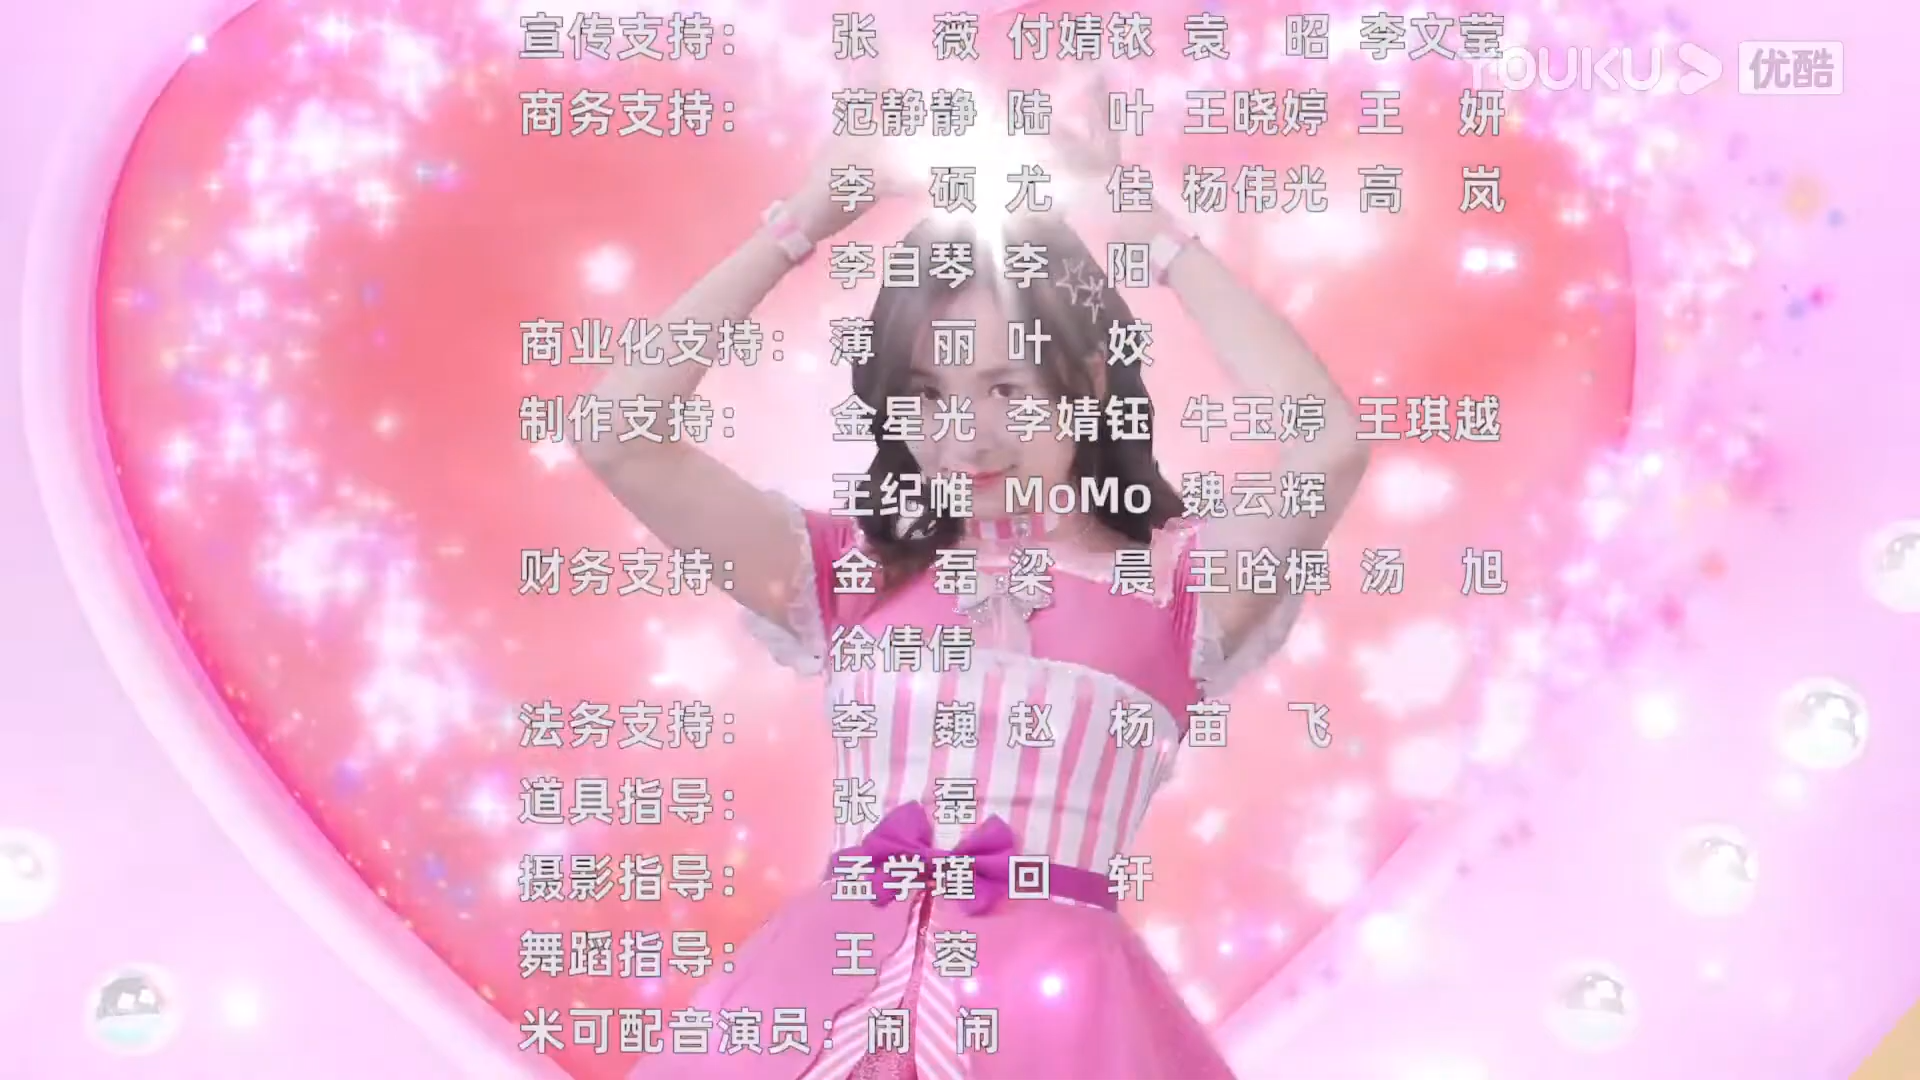 宣传支持： 张 薇 付婧铱 袁 昭 李文莹
YOUKU 优酷
商务支持： 范静静 陆 叶 王晓婷 王 妍
李 硕 尤 佳 杨伟光 高 岚
李自琴 李 阳
商业化支持： 薄 丽 叶 姣
制作支持： 金星光 李婧钰 牛玉婷 王琪越
王纪帷 MoMo 魏云辉
财务支持： 金 磊 梁 晨 王晗樨 汤 旭
徐倩倩
法务支持： 李 巍 赵 杨 苗 飞
道具指导： 张 磊
摄影指导： 孟学瑾 回 轩
舞蹈指导： 王 蓉
米可配音演员： 闹 闹